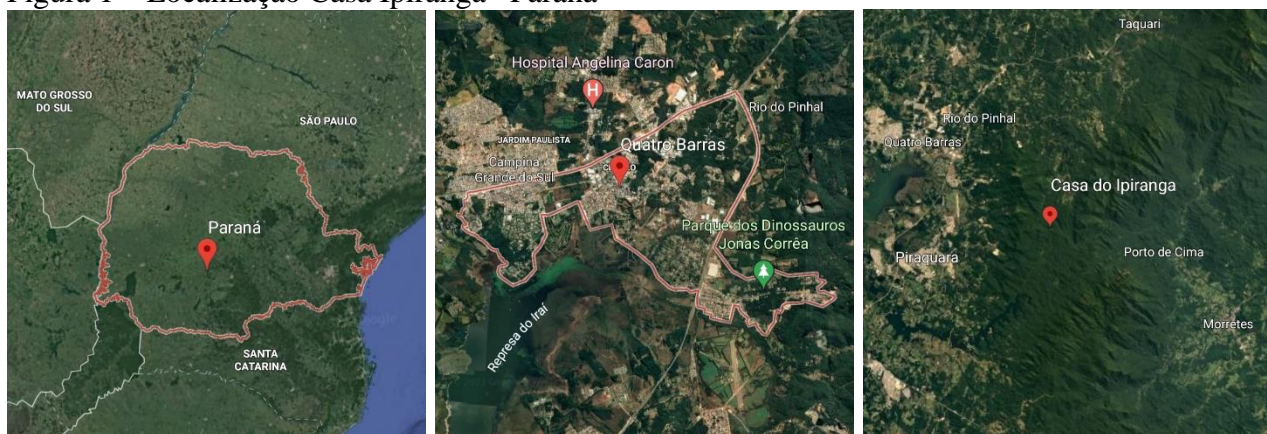 Figura 1 – Localização Casa Ipiranga - Paraná
MATO GROSSO
DO SUL
SÃO PAULO
Paraná
Google
SANTA
CATARINA
Hospital Angelina Caron
H
Rio do Pinhal
JARDIM PAULISTA
Quatro Barras
Campina
Grande do Sul
Parque dos Dinossauros
Jonas Corrêa
Represa do Iraí
Taquari
Rio do Pinhal
Quatro Barras
Casa do Ipiranga
Piraquara
Porto de Cima
Morretes